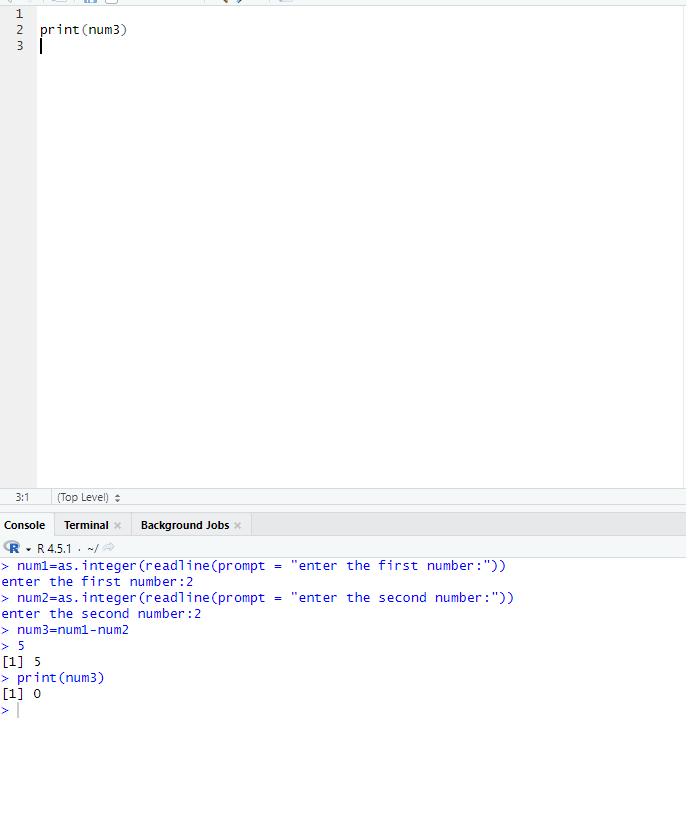 1
2 print(num3)
3
3:1 (Top Level)
Console Terminal Background Jobs
R R 4.5.1 · ~/
> num1=as.integer(readline(prompt = "enter the first number:"))
enter the first number:2
> num2=as.integer(readline(prompt = "enter the second number:"))
enter the second number:2
> num3=num1-num2
> 5
[1] 5
> print(num3)
[1] 0
>